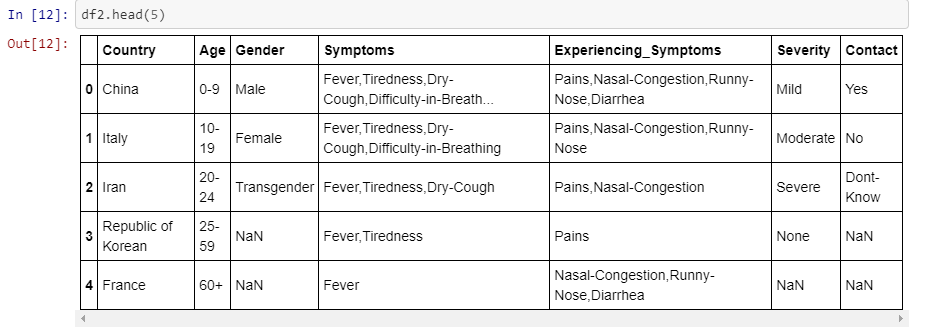 In [12]: df2.head(5)
Out[12]:
Country Age Gender Symptoms Experiencing_Symptoms Severity Contact
0 China 0-9 Male Fever,Tiredness,Dry- Pains,Nasal-Congestion,Runny- Mild Yes
Cough,Difficulty-in-Breath... Nose,Diarrhea
1 Italy 10- Female Fever,Tiredness,Dry- Pains,Nasal-Congestion,Runny- Moderate No
19 Cough,Difficulty-in-Breathing Nose
2 Iran 20- Transgender Fever,Tiredness,Dry-Cough Pains,Nasal-Congestion Severe Dont-
24 Know
3 Republic of 25- NaN Fever,Tiredness Pains None NaN
Korean 59
4 France 60+ NaN Fever Nasal-Congestion,Runny- NaN NaN
Nose,Diarrhea